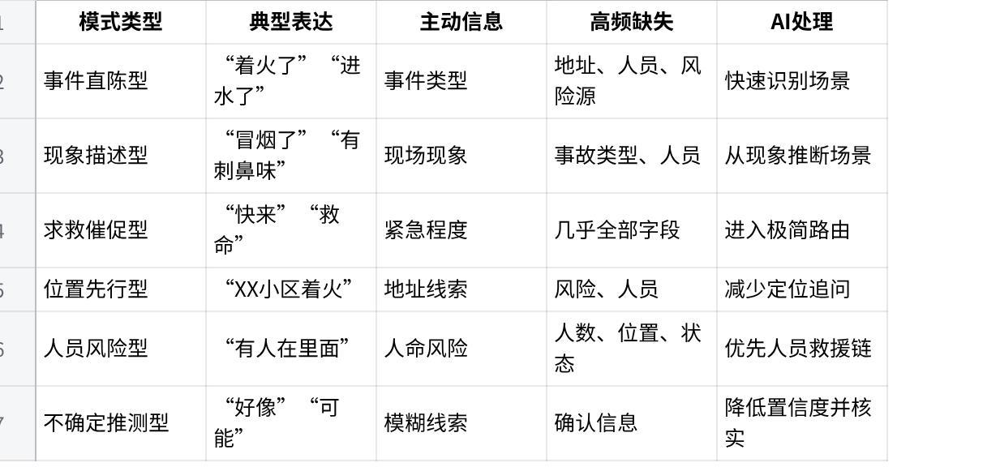 1 模式类型 典型表达 主动信息 高频缺失 AI处理
2 事件直陈型 “着火了” “进水了” 事件类型 地址、人员、风险源 快速识别场景
3 现象描述型 “冒烟了” “有刺鼻味” 现场现象 事故类型、人员 从现象推断场景
4 求救催促型 “快来” “救命” 紧急程度 几乎全部字段 进入极简路由
5 位置先行型 “XX小区着火” 地址线索 风险、人员 减少定位追问
6 人员风险型 “有人在里面” 人命风险 人数、位置、状态 优先人员救援链
7 不确定推测型 “好像” “可能” 模糊线索 确认信息 降低置信度并核实